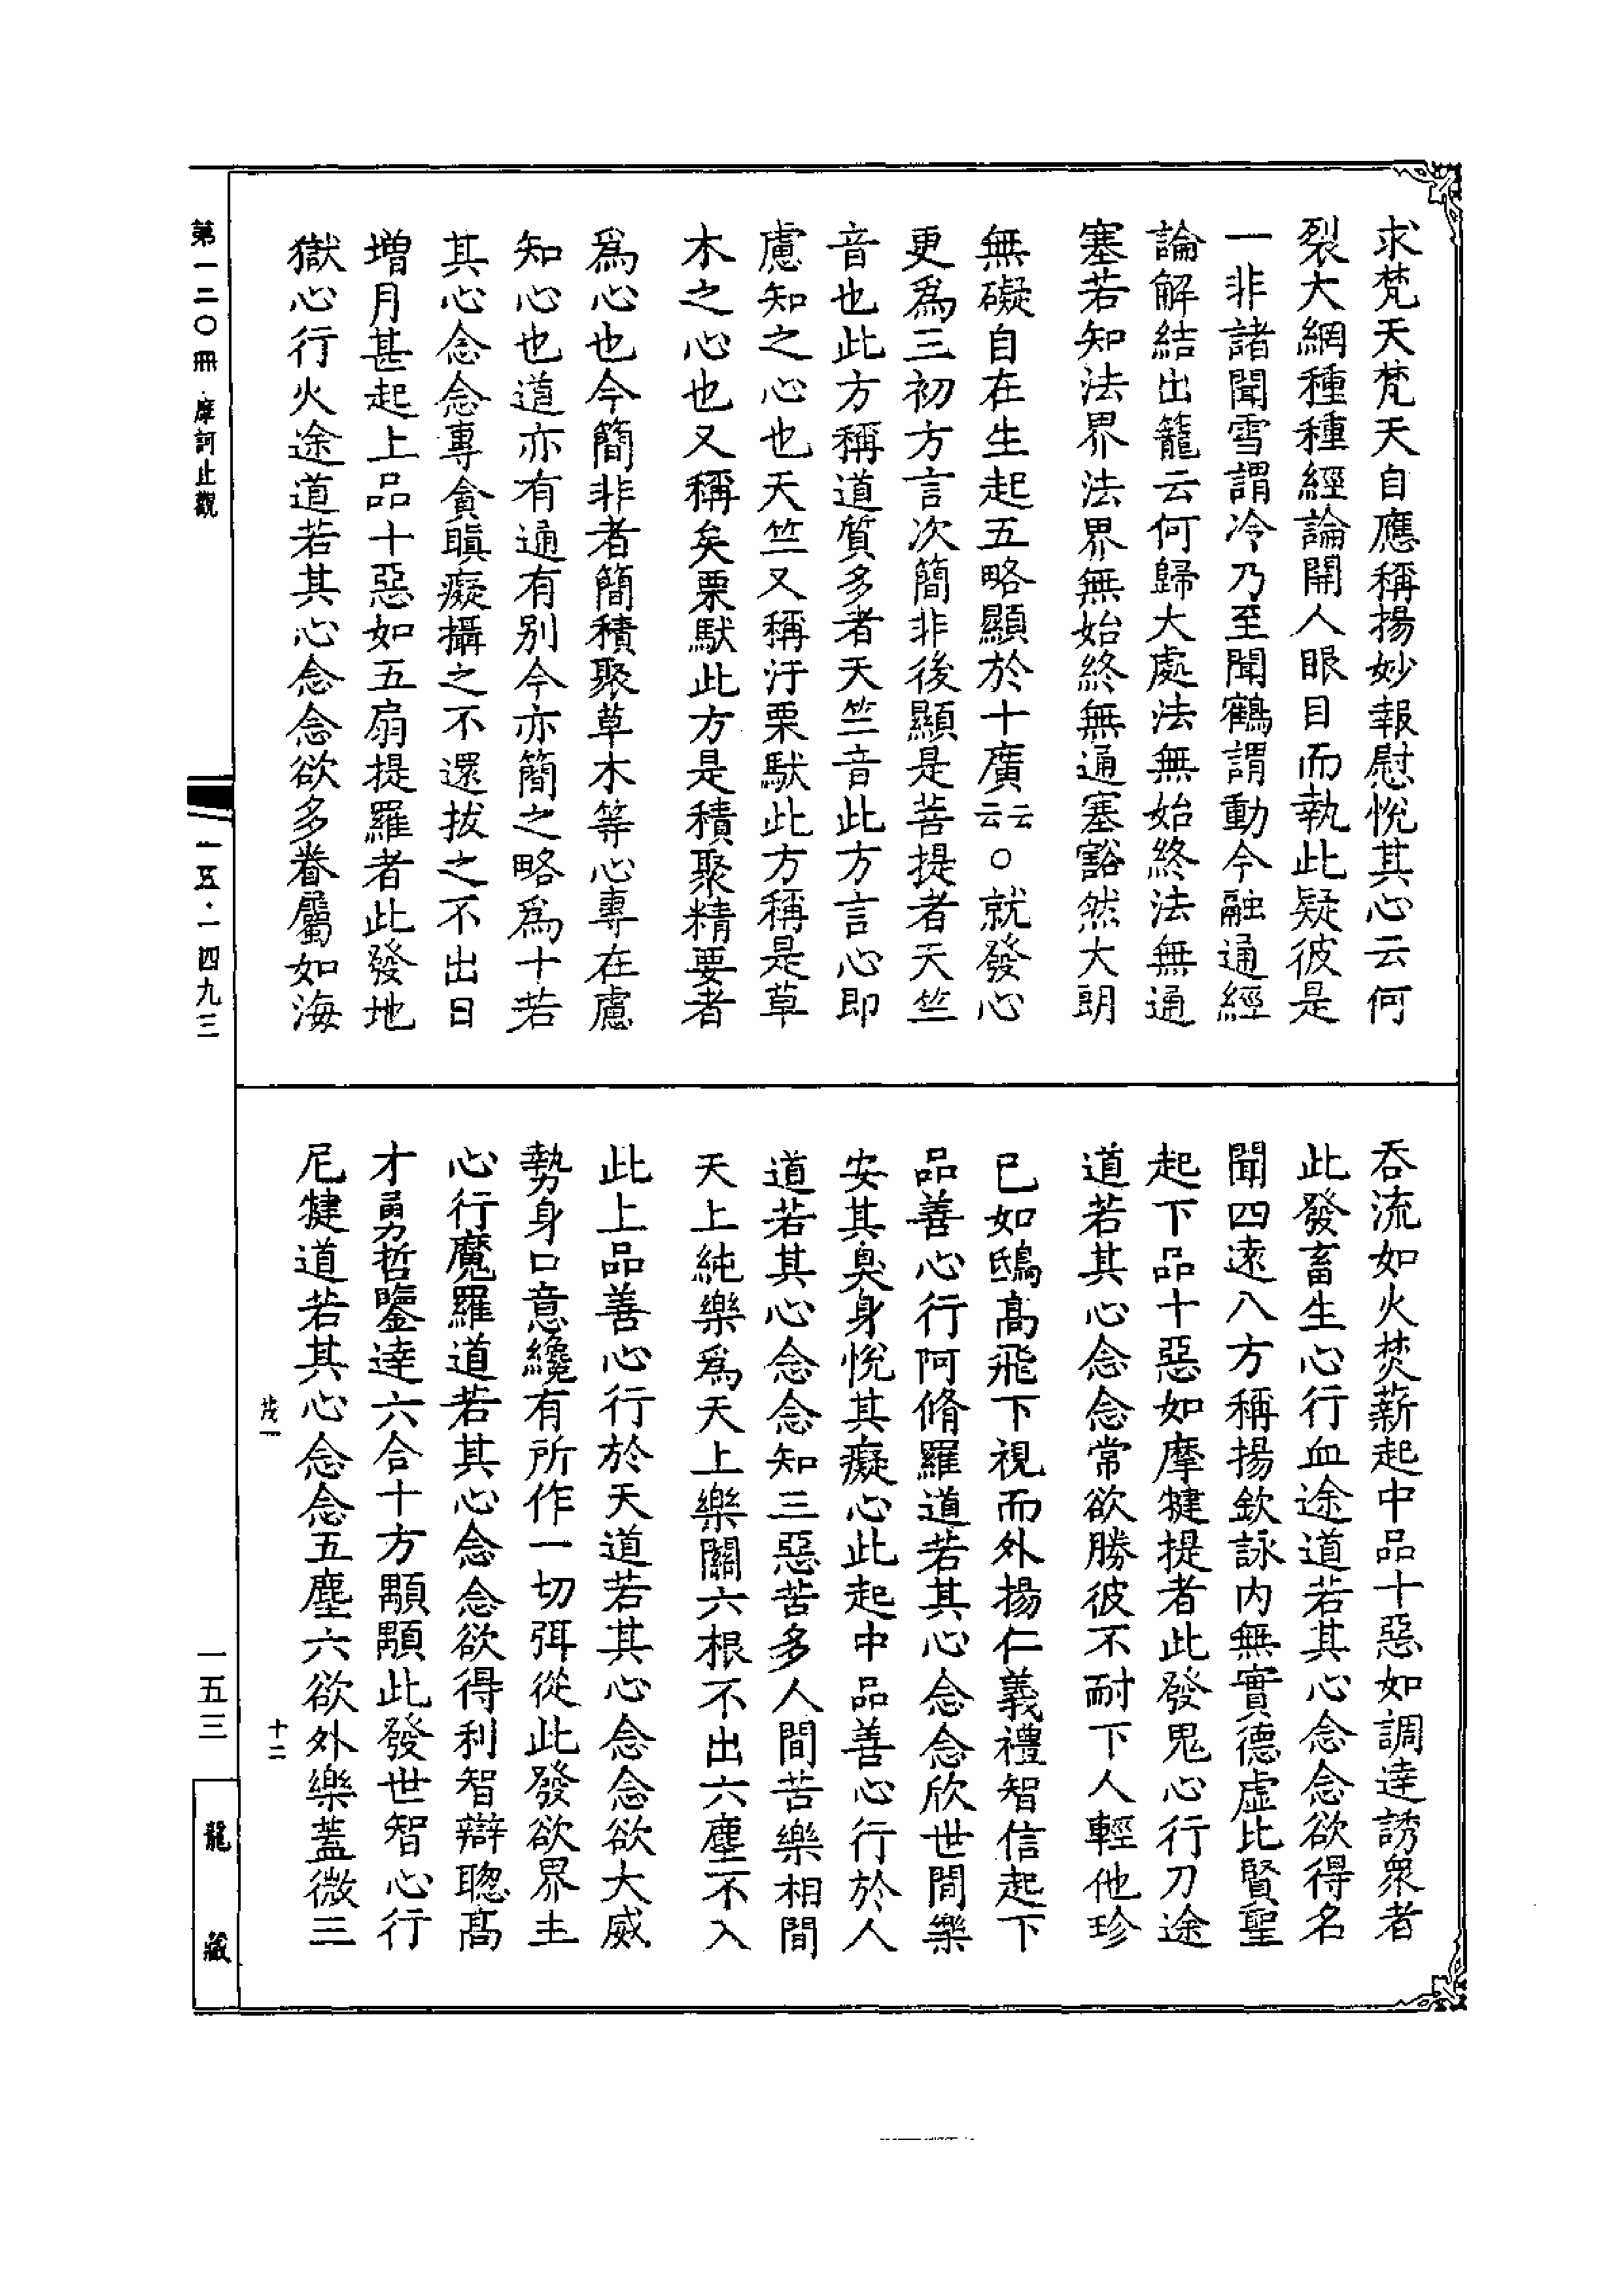 求梵天梵天自應稱揚妙報慰悅其心云何
裂大網種種經論開人眼目而執此疑彼是
一非諸聞雪謂冷乃至聞鶴謂動今融通經
論解結出籠云何歸大處法無始終法無通
塞若知法界法界無始終無通塞豁然大朗
無礙自在生起五略顯於十廣云云○就發心
更爲三初方言次簡非後顯是菩提者天竺
音也此方稱道質多者天竺音此方言心即
慮知之心也天竺又稱汙栗馱此方稱是草
木之心也又稱矣栗馱此方是積聚精要者
爲心也今簡非者簡積聚草木等心專在慮
知心也道亦有通有別今亦簡之略爲十若
其心念念專貪瞋癡攝之不還拔之不出日
增月甚起上品十惡如五扇提羅者此發地
獄心行火途道若其心念念欲多眷屬如海
吞流如火焚薪起中品十惡如調達誘衆者
此發畜生心行血途道若其心念念欲得名
聞四遠八方稱揚欽詠內無實德虛比賢聖
起下品十惡如摩犍提者此發鬼心行刀途
道若其心念念常欲勝彼不耐下人輕他珍
已如鴟高飛下視而外揚仁義禮智信起下
品善心行阿脩羅道若其心念念欣世間樂
安其臭身悅其癡心此起中品善心行於人
道若其心念念知三惡苦多人間苦樂相間
天上純樂爲天上樂關六根不出六塵不入
此上品善心行於天道若其心念念欲大威
勢身口意纔有所作一切弭從此發欲界主
心行魔羅道若其心念念欲得利智辯聰高
才勇哲鑒達六合十方顒顒此發世智心行
尼犍道若其心念念五塵六欲外樂蓋微三
茂一
十二
第一二〇冊·摩訶止觀
一五·一四九三
一五三
龍藏